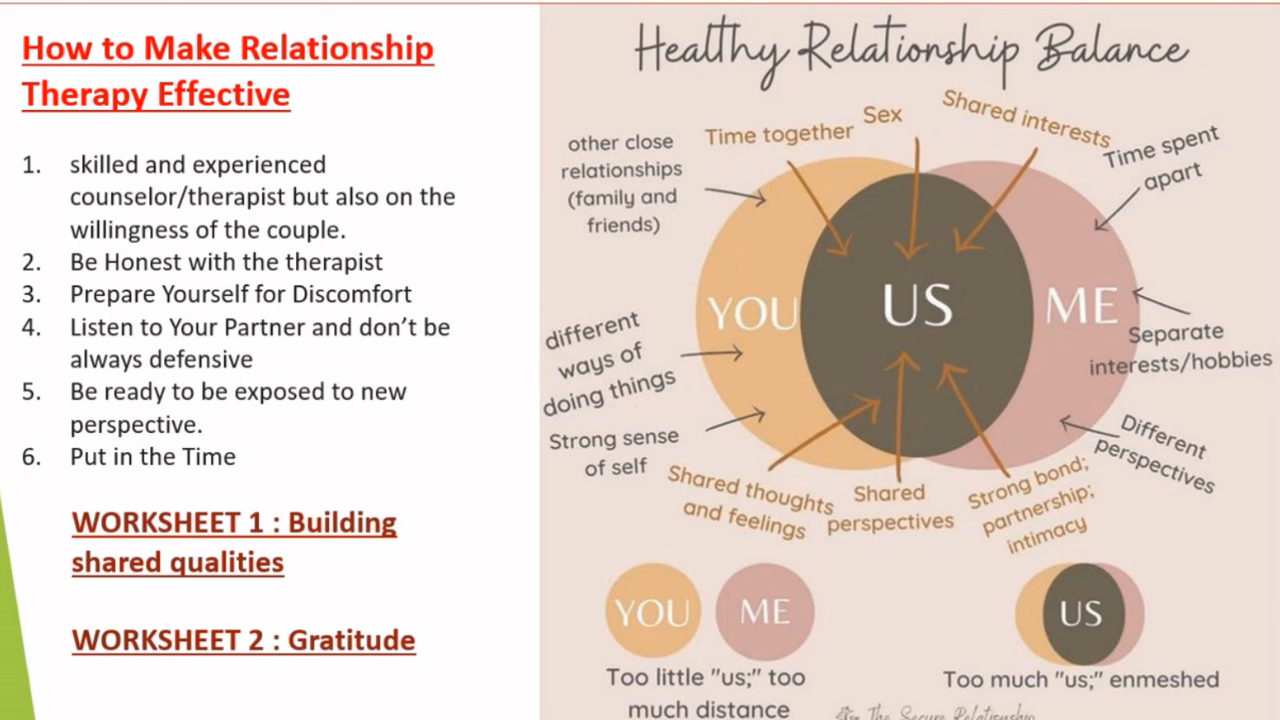 How to Make Relationship
Therapy Effective
1. skilled and experienced
counselor/therapist but also on the
willingness of the couple.
2. Be Honest with the therapist
3. Prepare Yourself for Discomfort
4. Listen to Your Partner and don't be
always defensive
5. Be ready to be exposed to new
perspective.
6. Put in the Time
WORKSHEET 1 : Building
shared qualities
WORKSHEET 2 : Gratitude
Healthy Relationship Balance
other close
relationships
(family and
friends)
Time together
Sex
Shared interests
Time spent
apart
YOU
US
ME
different
ways of
doing things
Separate
interests/hobbies
Strong sense
of self
Different
perspectives
Shared thoughts
and feelings
Shared
perspectives
Strong bond;
partnership;
intimacy
YOU
ME
Too little "us;" too
much distance
US
Too much "us;" enmeshed
The Secure Relationship